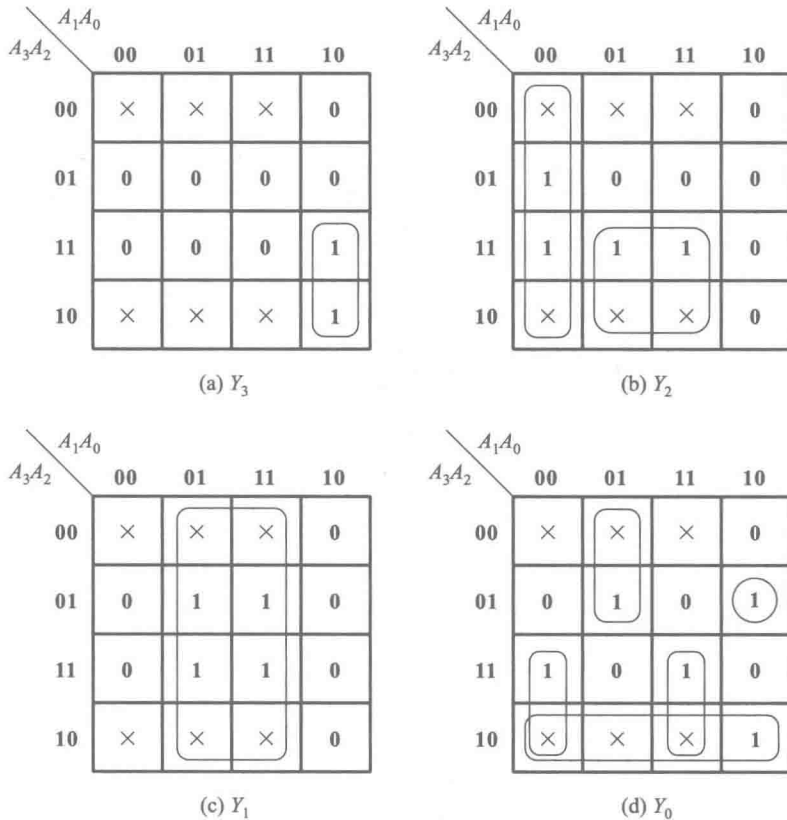 A₁A₀
A₃A₂ 00 01 11 10
00 × × × 0
01 0 0 0 0
11 0 0 0 1
10 × × × 1
(a) Y₃
A₁A₀
A₃A₂ 00 01 11 10
00 × × × 0
01 1 0 0 0
11 1 1 1 0
10 × × × 0
(b) Y₂
A₁A₀
A₃A₂ 00 01 11 10
00 × × × 0
01 0 1 1 0
11 0 1 1 0
10 × × × 0
(c) Y₁
A₁A₀
A₃A₂ 00 01 11 10
00 × × × 0
01 0 1 0 1
11 1 0 1 0
10 × × × 1
(d) Y₀